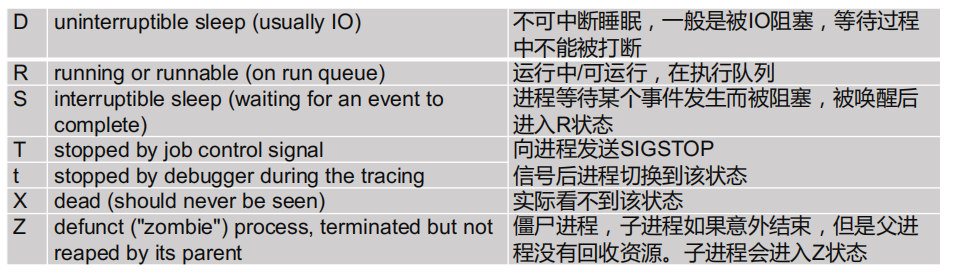 D uninterruptible sleep (usually IO) 不可中断睡眠，一般是被IO阻塞，等待过程
中不能被打断
R running or runnable (on run queue) 运行中/可运行，在执行队列
S interruptible sleep (waiting for an event to 进程等待某个事件发生而被阻塞，被唤醒后
complete) 进入R状态
T stopped by job control signal 向进程发送SIGSTOP
t stopped by debugger during the tracing 信号后进程切换到该状态
X dead (should never be seen) 实际看不到该状态
Z defunct ("zombie") process, terminated but not 僵尸进程，子进程如果意外结束，但是父进
reaped by its parent 程没有回收资源。子进程会进入Z状态